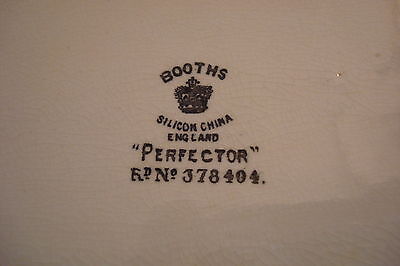 BOOTHS
SILICON CHINA
ENGLAND
"PERFECTOR"
RD No 378404.